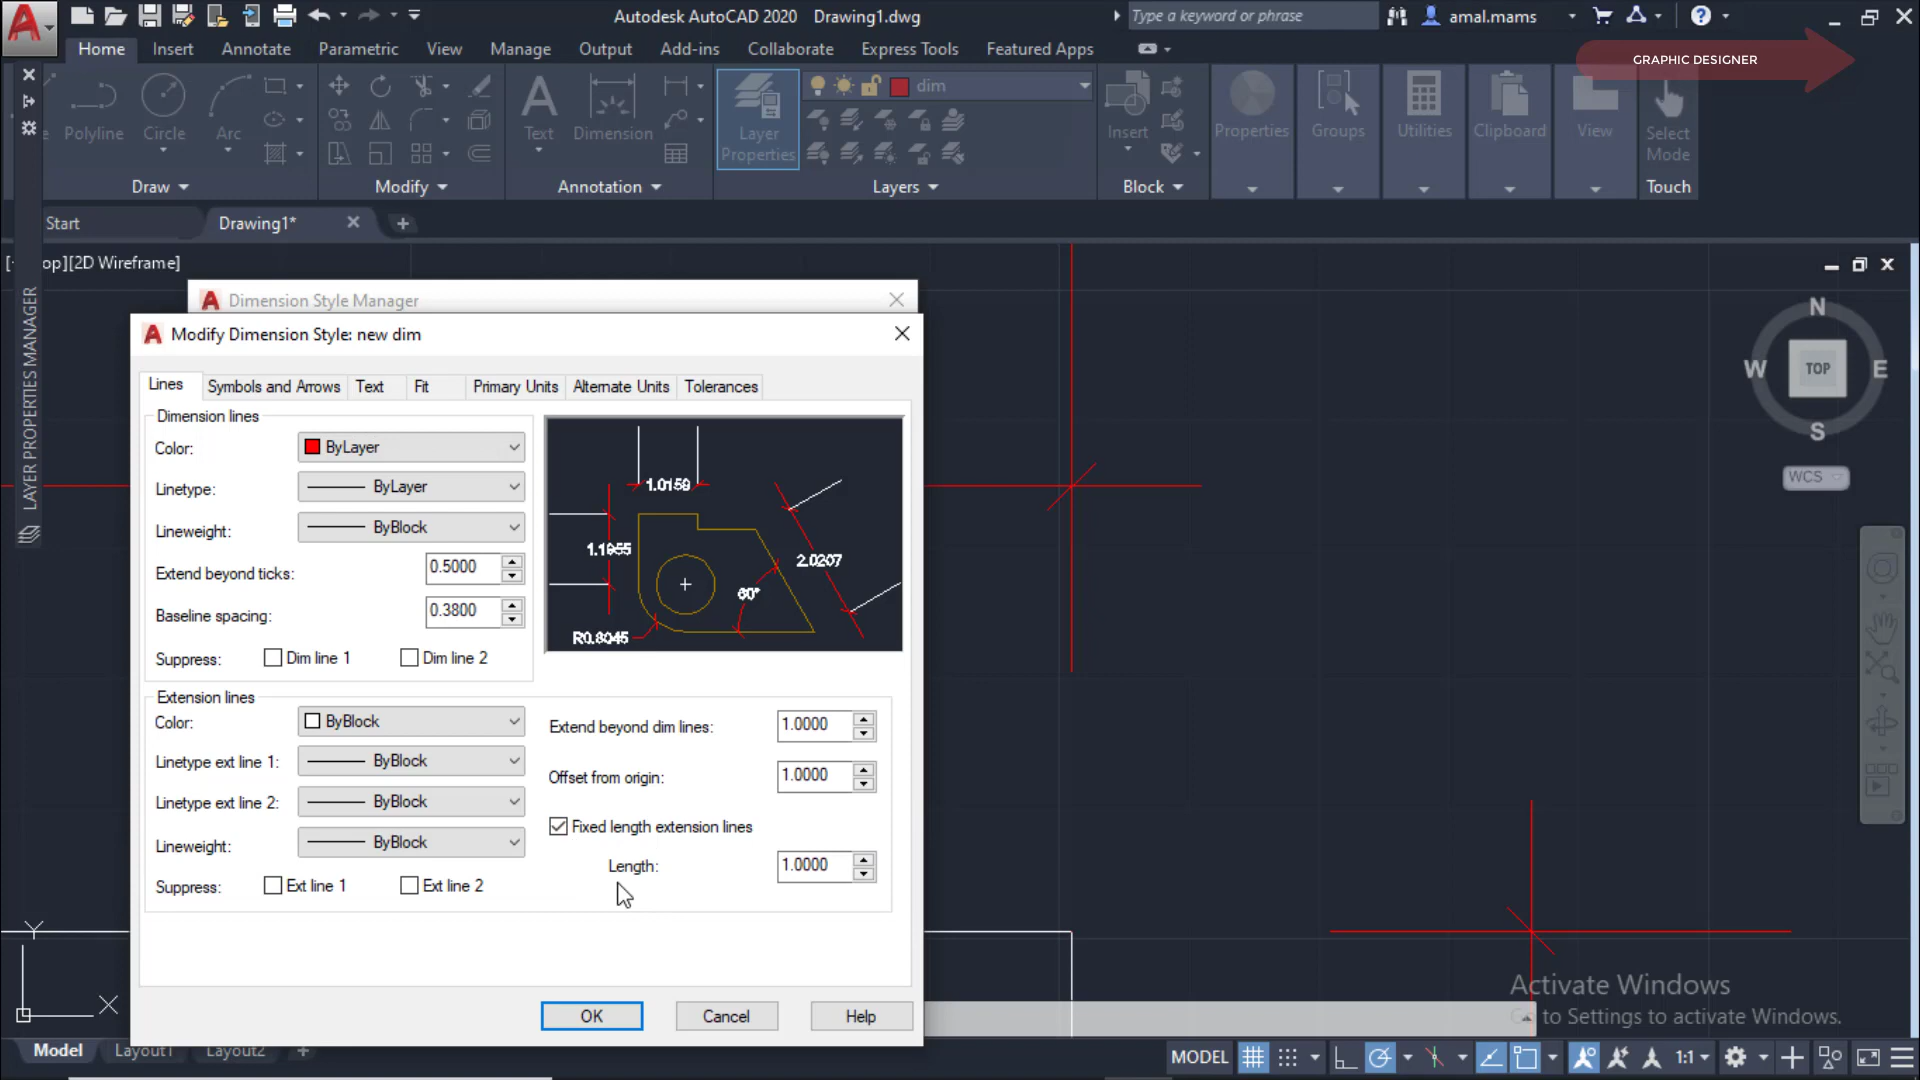 Autodesk AutoCAD 2020 Drawing1.dwg
Type a keyword or phrase
amal.mams
Home Insert Annotate Parametric View Manage Output Add-ins Collaborate Express Tools Featured Apps
GRAPHIC DESIGNER
Polyline Circle Arc
Text Dimension
Layer Properties
dim
Insert
Properties Groups Utilities Clipboard View
Select Mode
Draw Modify Annotation Layers Block Touch
Start Drawing1*
op][2D Wireframe]
LAYER PROPERTIES MANAGER
N
W TOP E
S
WCS
Dimension Style Manager
Modify Dimension Style: new dim
Lines Symbols and Arrows Text Fit Primary Units Alternate Units Tolerances
Dimension lines
Color: ByLayer
Linetype: ByLayer
Lineweight: ByBlock
Extend beyond ticks: 0.5000
Baseline spacing: 0.3800
Suppress: Dim line 1 Dim line 2
1.0159
1.1955
2.0207
60°
R0.8045
Extension lines
Color: ByBlock
Linetype ext line 1: ByBlock
Linetype ext line 2: ByBlock
Lineweight: ByBlock
Suppress: Ext line 1 Ext line 2
Extend beyond dim lines: 1.0000
Offset from origin: 1.0000
Fixed length extension lines
Length: 1.0000
OK Cancel Help
Y
X
Activate Windows
to Settings to activate Windows.
Model Layout1 Layout2
MODEL 1:1